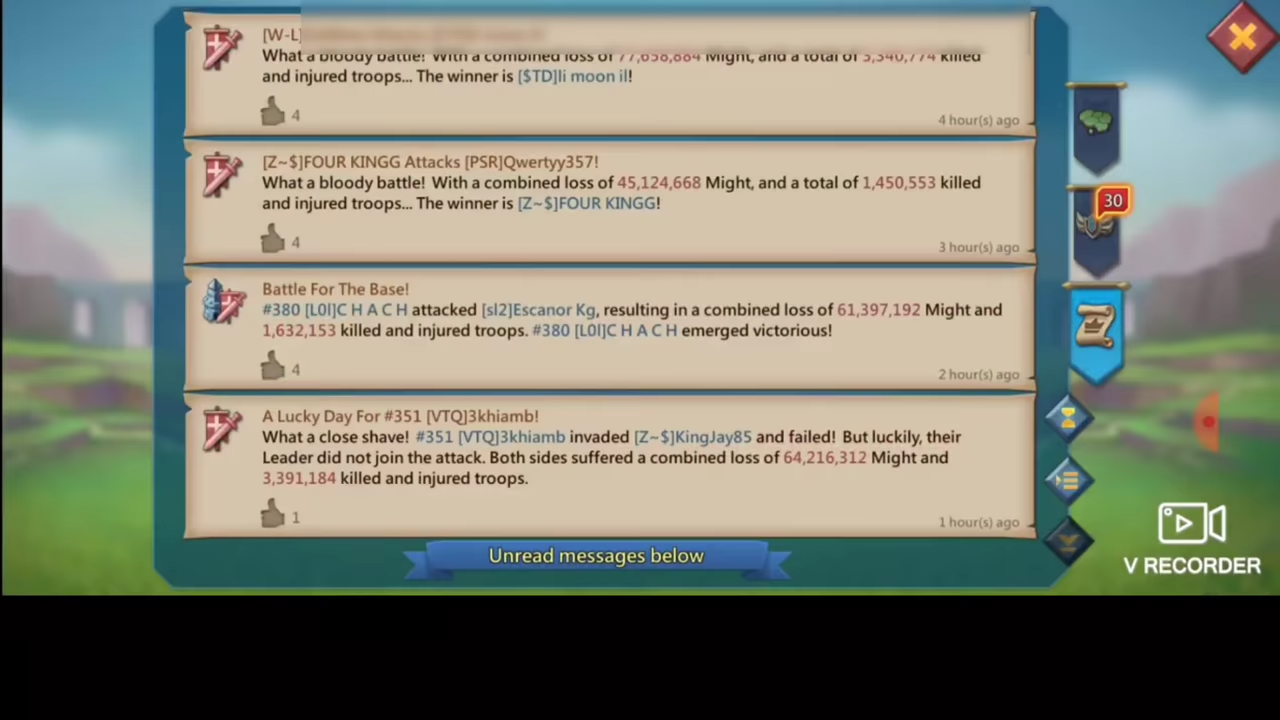 [W-L]
What a bloody battle! With a combined loss of 77,658,884 Might, and a total of 3,340,774 killed
and injured troops... The winner is [$TD]li moon il!
4
4 hour(s) ago
[Z~$]FOUR KINGG Attacks [PSR]Qwertyy357!
What a bloody battle! With a combined loss of 45,124,668 Might, and a total of 1,450,553 killed
and injured troops... The winner is [Z~$]FOUR KINGG!
4
3 hour(s) ago
30
Battle For The Base!
#380 [L0l]C H A C H attacked [sl2]Escanor Kg, resulting in a combined loss of 61,397,192 Might and
1,632,153 killed and injured troops. #380 [L0l]C H A C H emerged victorious!
4
2 hour(s) ago
A Lucky Day For #351 [VTQ]3khiamb!
What a close shave! #351 [VTQ]3khiamb invaded [Z~$]KingJay85 and failed! But luckily, their
Leader did not join the attack. Both sides suffered a combined loss of 64,216,312 Might and
3,391,184 killed and injured troops.
1
1 hour(s) ago
Unread messages below
V RECORDER